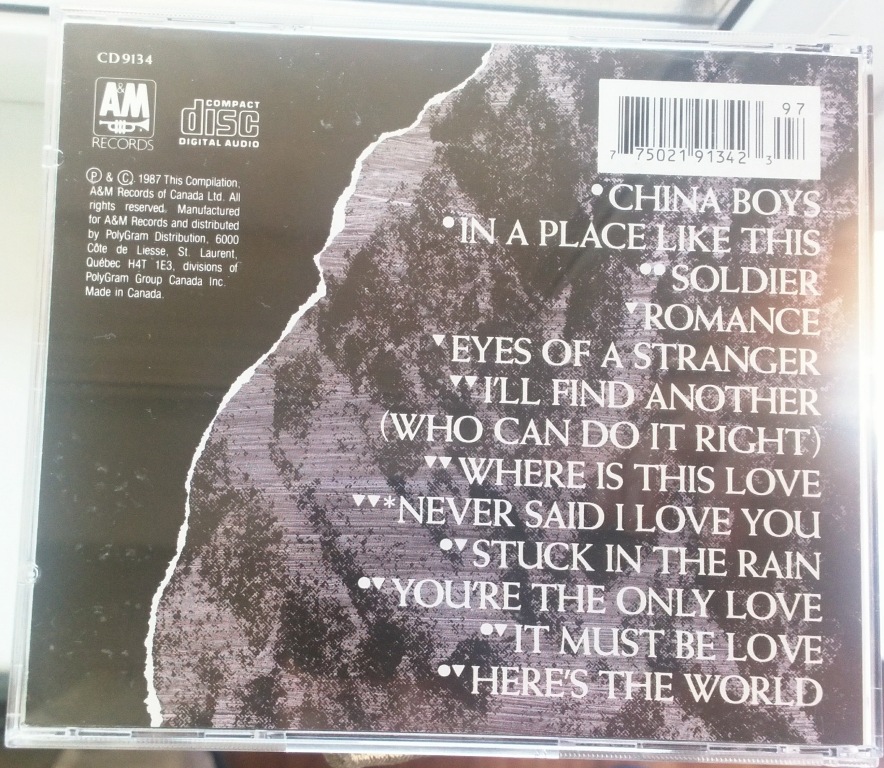 CD 9134
A&M
RECORDS
COMPACT
disc
DIGITAL AUDIO
Ⓟ & Ⓒ, 1987 This Compilation,
A&M Records of Canada Ltd. All
rights reserved. Manufactured
for A&M Records and distributed
by PolyGram Distribution, 6000
Côte de Liesse, St. Laurent,
Québec H4T 1E3, divisions of
PolyGram Group Canada Inc.
Made in Canada.
97
7 75021 91342 3
•CHINA BOYS
•IN A PLACE LIKE THIS
••SOLDIER
▼ROMANCE
▼EYES OF A STRANGER
▼▼I'LL FIND ANOTHER
(WHO CAN DO IT RIGHT)
▼▼WHERE IS THIS LOVE
▼▼*NEVER SAID I LOVE YOU
•▼STUCK IN THE RAIN
•▼YOU'RE THE ONLY LOVE
•▼IT MUST BE LOVE
•▼HERE'S THE WORLD